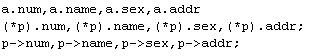 a.num,a.name,a.sex,a.addr
(*p).num,(*p).name,(*p).sex,(*p).addr;
p->num,p->name,p->sex,p->addr;